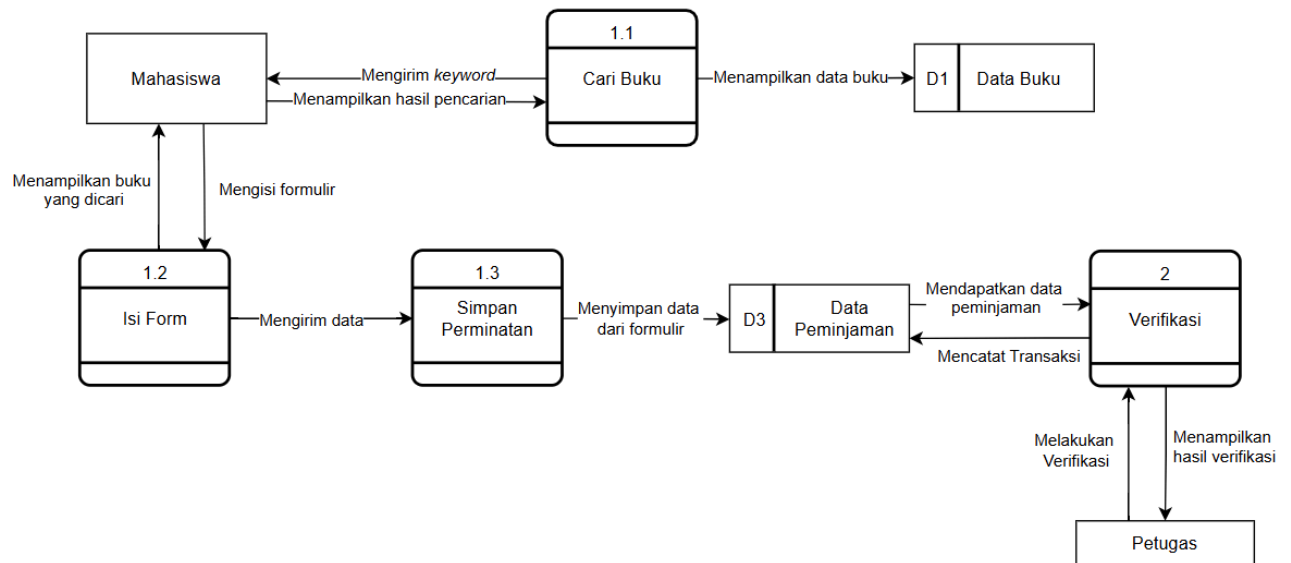 1.1
Mahasiswa
Mengirim keyword
Cari Buku
Menampilkan data buku
D1
Data Buku
Menampilkan hasil pencarian
Menampilkan buku
yang dicari
Mengisi formulir
1.2
1.3
2
Isi Form
Mengirim data
Simpan
Perminatan
Menyimpan data
dari formulir
D3
Data
Peminjaman
Mendapatkan data
peminjaman
Verifikasi
Mencatat Transaksi
Melakukan
Verifikasi
Menampilkan
hasil verifikasi
Petugas